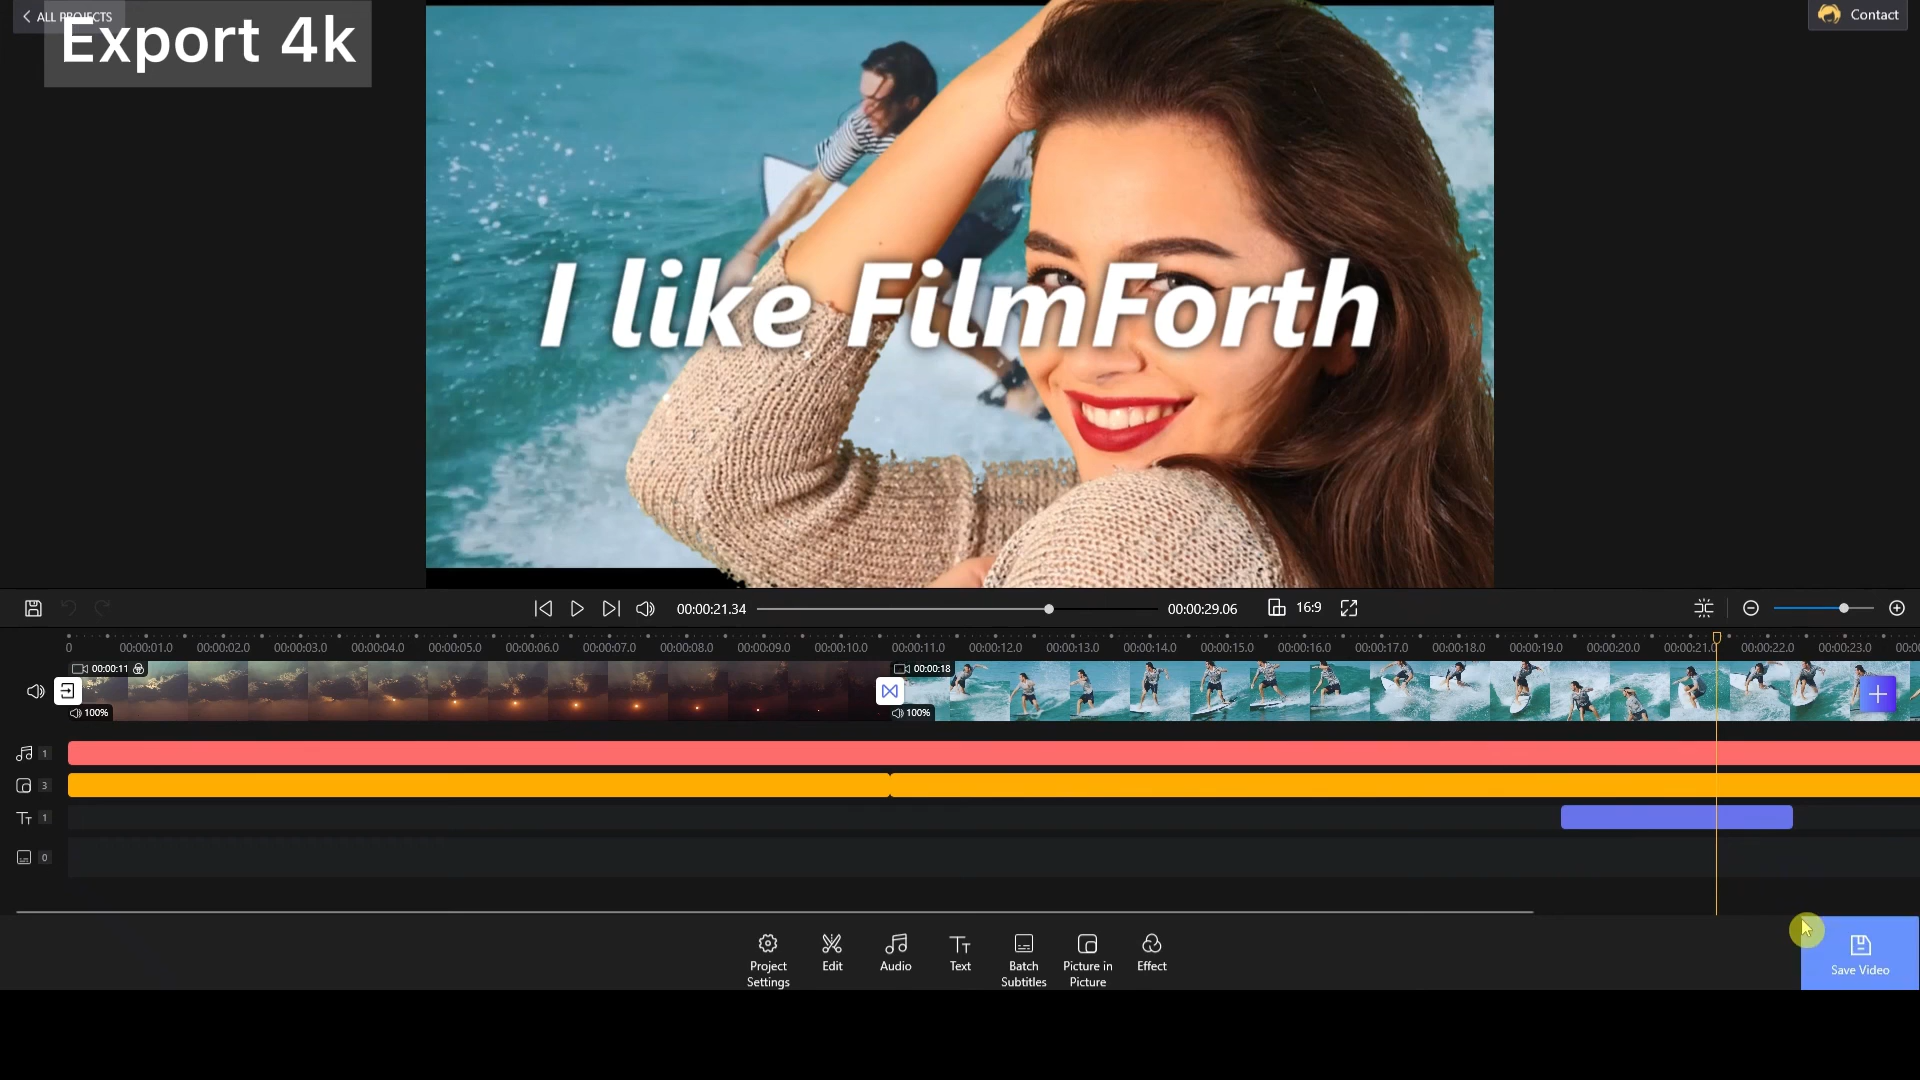 ALL PROJECTS
Export 4k
Contact
I like FilmForth
00:00:21.34
00:00:29.06
16:9
0 00:00:01.0 00:00:02.0 00:00:03.0 00:00:04.0 00:00:05.0 00:00:06.0 00:00:07.0 00:00:08.0 00:00:09.0 00:00:10.0 00:00:11.0 00:00:12.0 00:00:13.0 00:00:14.0 00:00:15.0 00:00:16.0 00:00:17.0 00:00:18.0 00:00:19.0 00:00:20.0 00:00:21.0 00:00:22.0 00:00:23.0
00:00:11 00:00:18
100% 100%
1
3
1
0
Project Settings
Edit
Audio
Text
Batch Subtitles
Picture in Picture
Effect
Save Video